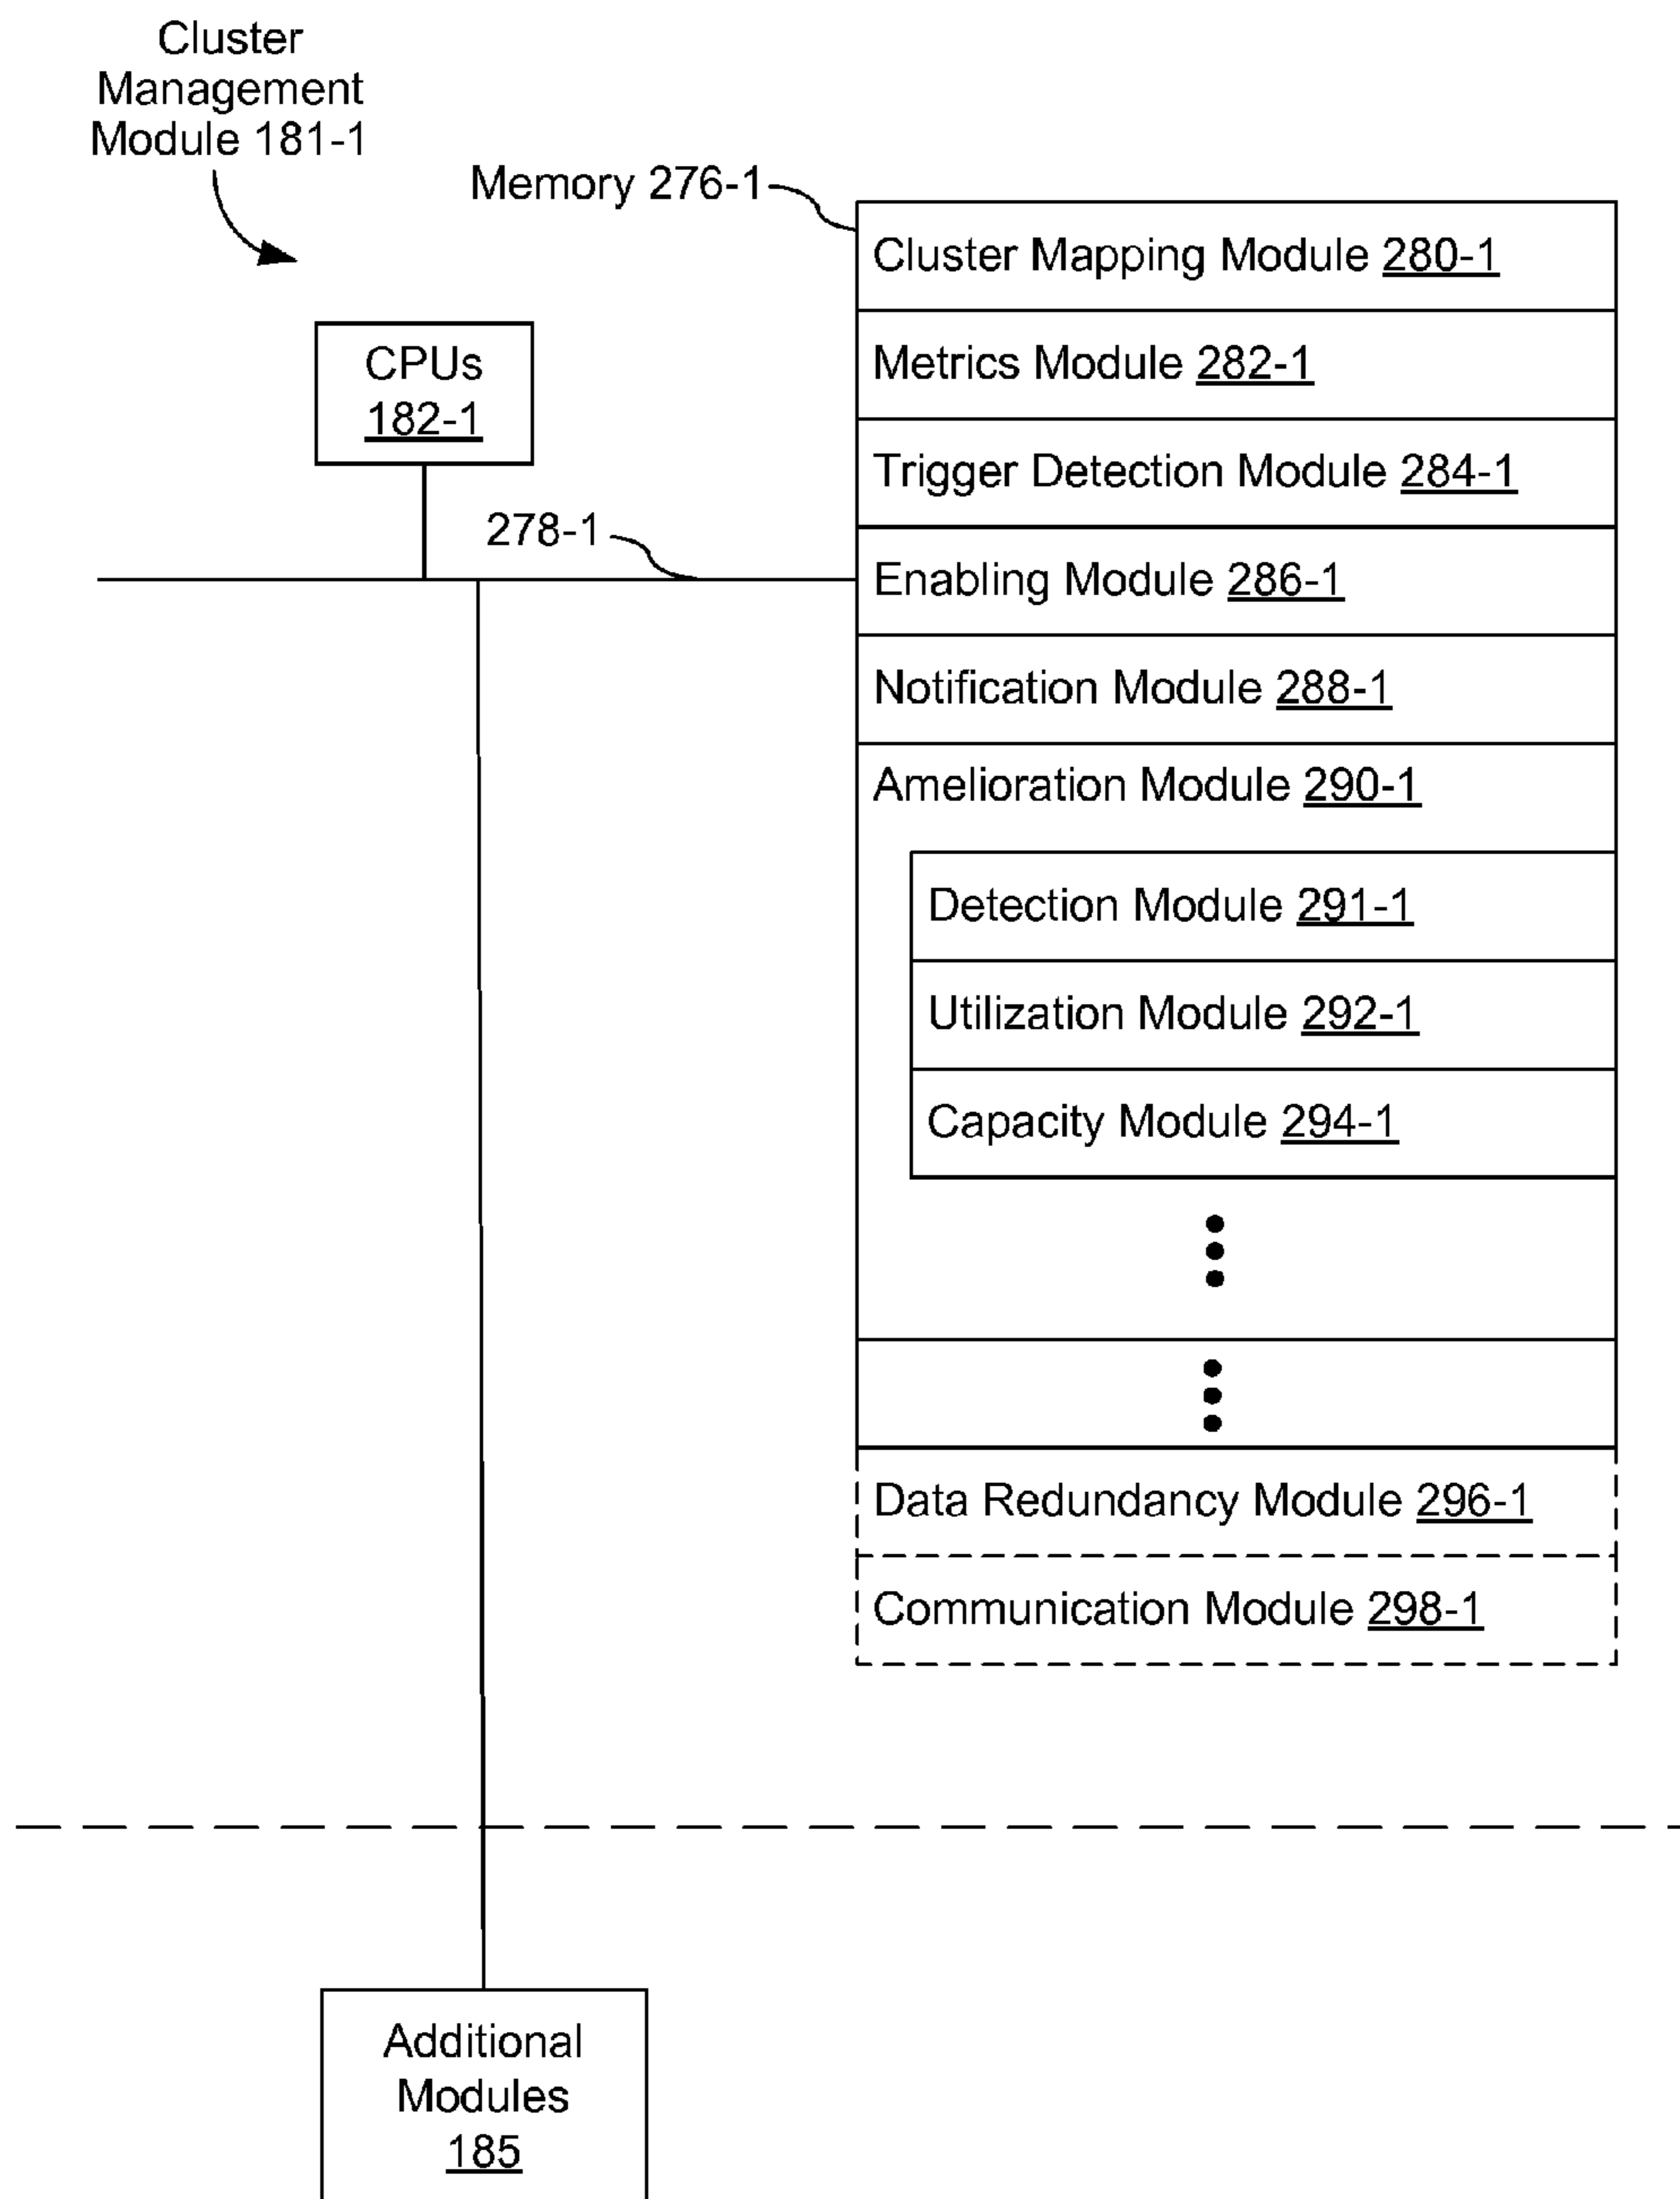 Cluster
Management
Module 181-1
Memory 276-1
Cluster Mapping Module 280-1
Metrics Module 282-1
CPUs
182-1
Trigger Detection Module 284-1
278-1
Enabling Module 286-1
Notification Module 288-1
Amelioration Module 290-1
Detection Module 291-1
Utilization Module 292-1
Capacity Module 294-1
Data Redundancy Module 296-1
Communication Module 298-1
Additional
Modules
185